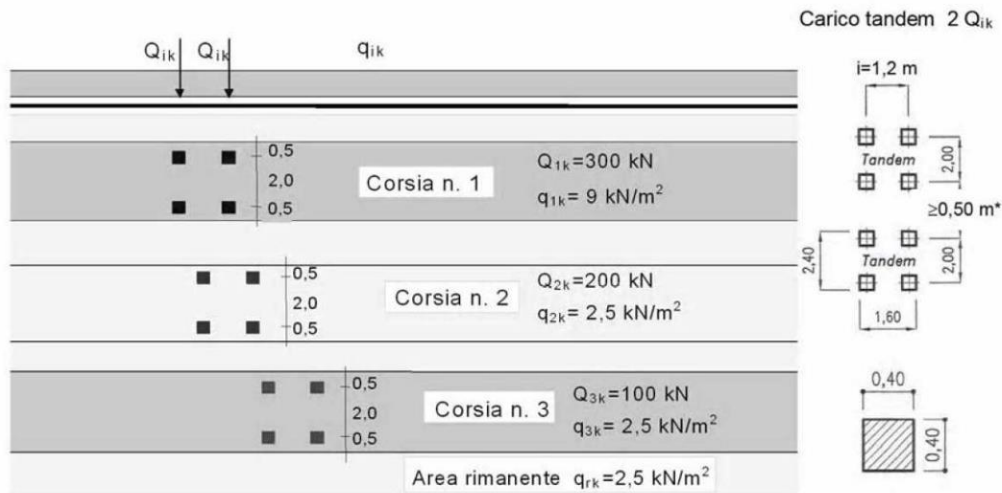 Carico tandem 2 Qik
Qik Qik qik
i=1,2 m
0,5
2,0
0,5
Corsia n. 1
Q1k=300 kN
q1k= 9 kN/m²
Tandem
2,00
≥0,50 m*
0,5
2,0
0,5
Corsia n. 2
Q2k=200 kN
q2k= 2,5 kN/m²
2,40
Tandem
2,00
1,60
0,5
2,0
0,5
Corsia n. 3
Q3k=100 kN
q3k= 2,5 kN/m²
0,40
0,40
Area rimanente qrk=2,5 kN/m²